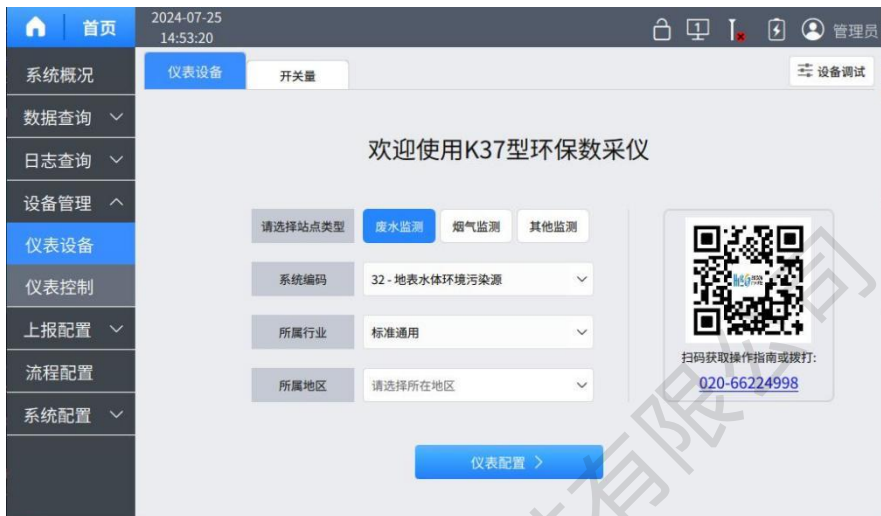 首页
2024-07-25
14:53:20
1
管理员
系统概况
数据查询
日志查询
设备管理
仪表设备
仪表控制
上报配置
流程配置
系统配置
仪表设备
开关量
设备调试
欢迎使用K37型环保数采仪
请选择站点类型
废水监测
烟气监测
其他监测
系统编码
32 - 地表水体环境污染源
所属行业
标准通用
所属地区
请选择所在地区
扫码获取操作指南或拨打:
020-66224998
仪表配置
技有限公司